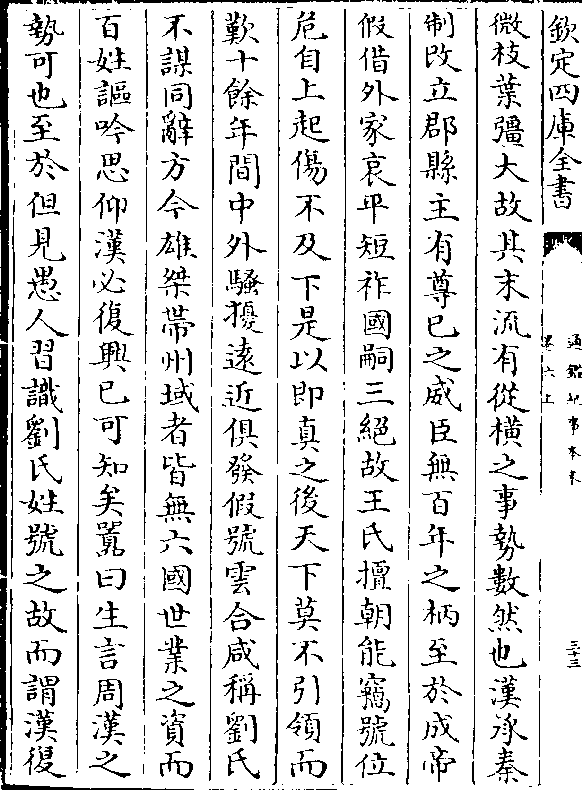 欽定四庫全書
通鑑紀事本末
卷六上
三十三
微枝葉彊大故其末流有從橫之事勢數然也漢承秦
制改立郡縣主有専已之威臣無百年之柄至於成帝
假借外家哀平短祚國嗣三絶故王氏擅朝能竊號位
危自上起傷不及下是以即真之後天下莫不引領而
歎十餘年間中外騷擾逺近俱發假號雲合咸稱劉氏
不謀同辭方今雄桀帶州域者皆無六國世業之資而
百姓謳吟思仰漢必復興已可知矣囂曰生言周漢之
勢可也至於但見愚人習識劉氏姓號之故而謂漢復